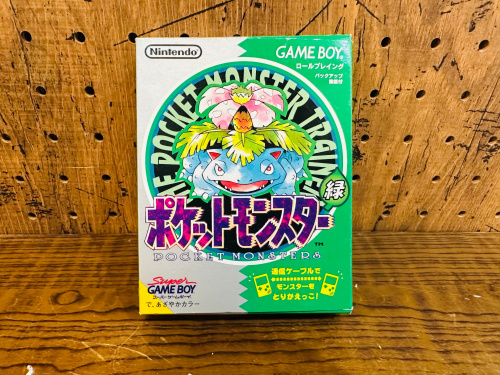 Nintendo
GAME BOY
ロールプレイング
バックアップ
機能付
THE POCKET MONSTER TRAINER
緑
ポケットモンスター
TM
POCKET MONSTERS
通信ケーブルで
モンスターを
とりかえっこ!
Super
GAME BOY
スーパーゲームボーイ
で、あざやかカラー